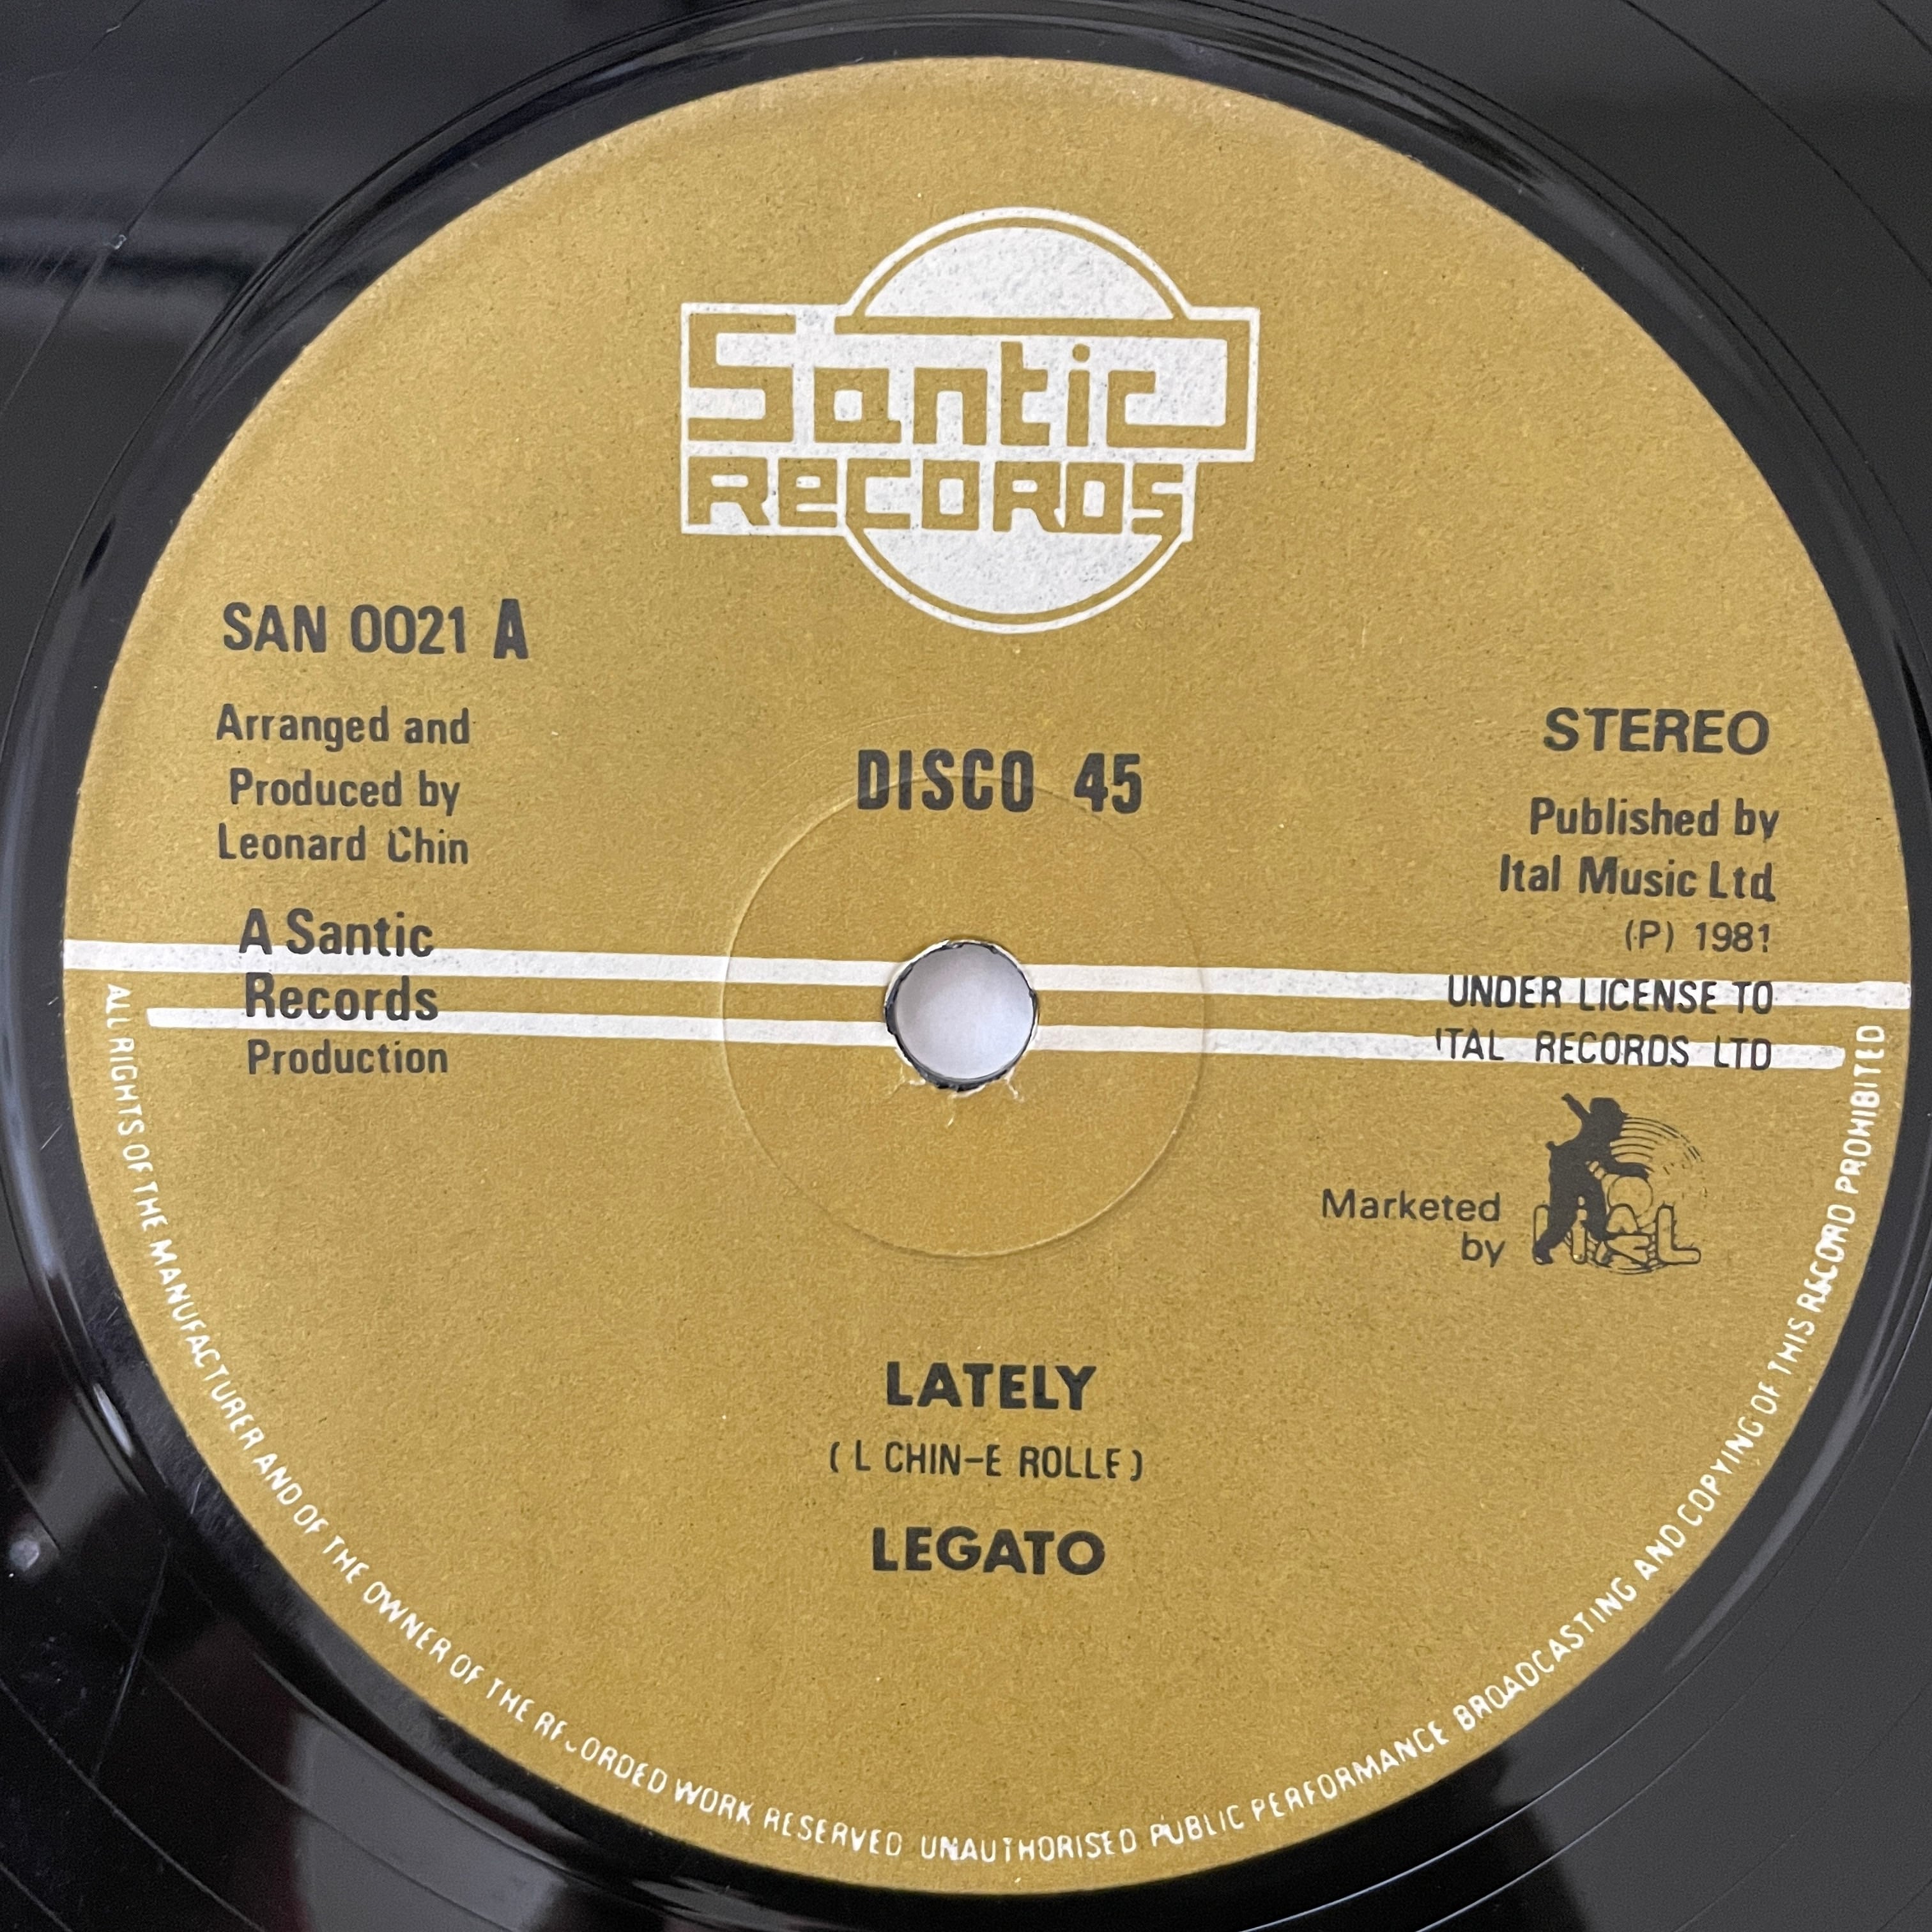 Santic
RECORDS
SAN 0021 A
Arranged and
Produced by
Leonard Chin
A Santic
Records
Production
DISCO 45
STEREO
Published by
Ital Music Ltd
(P) 1981
UNDER LICENSE TO
ITAL RECORDS LTD
Marketed
by
LATELY
( L CHIN-E ROLLE )
LEGATO
ALL RIGHTS OF THE MANUFACTURER AND OF THE OWNER OF THE RECORDED WORK RESERVED UNAUTHORISED PUBLIC PERFORMANCE BROADCASTING AND COPYING OF THIS RECORD PROHIBITED